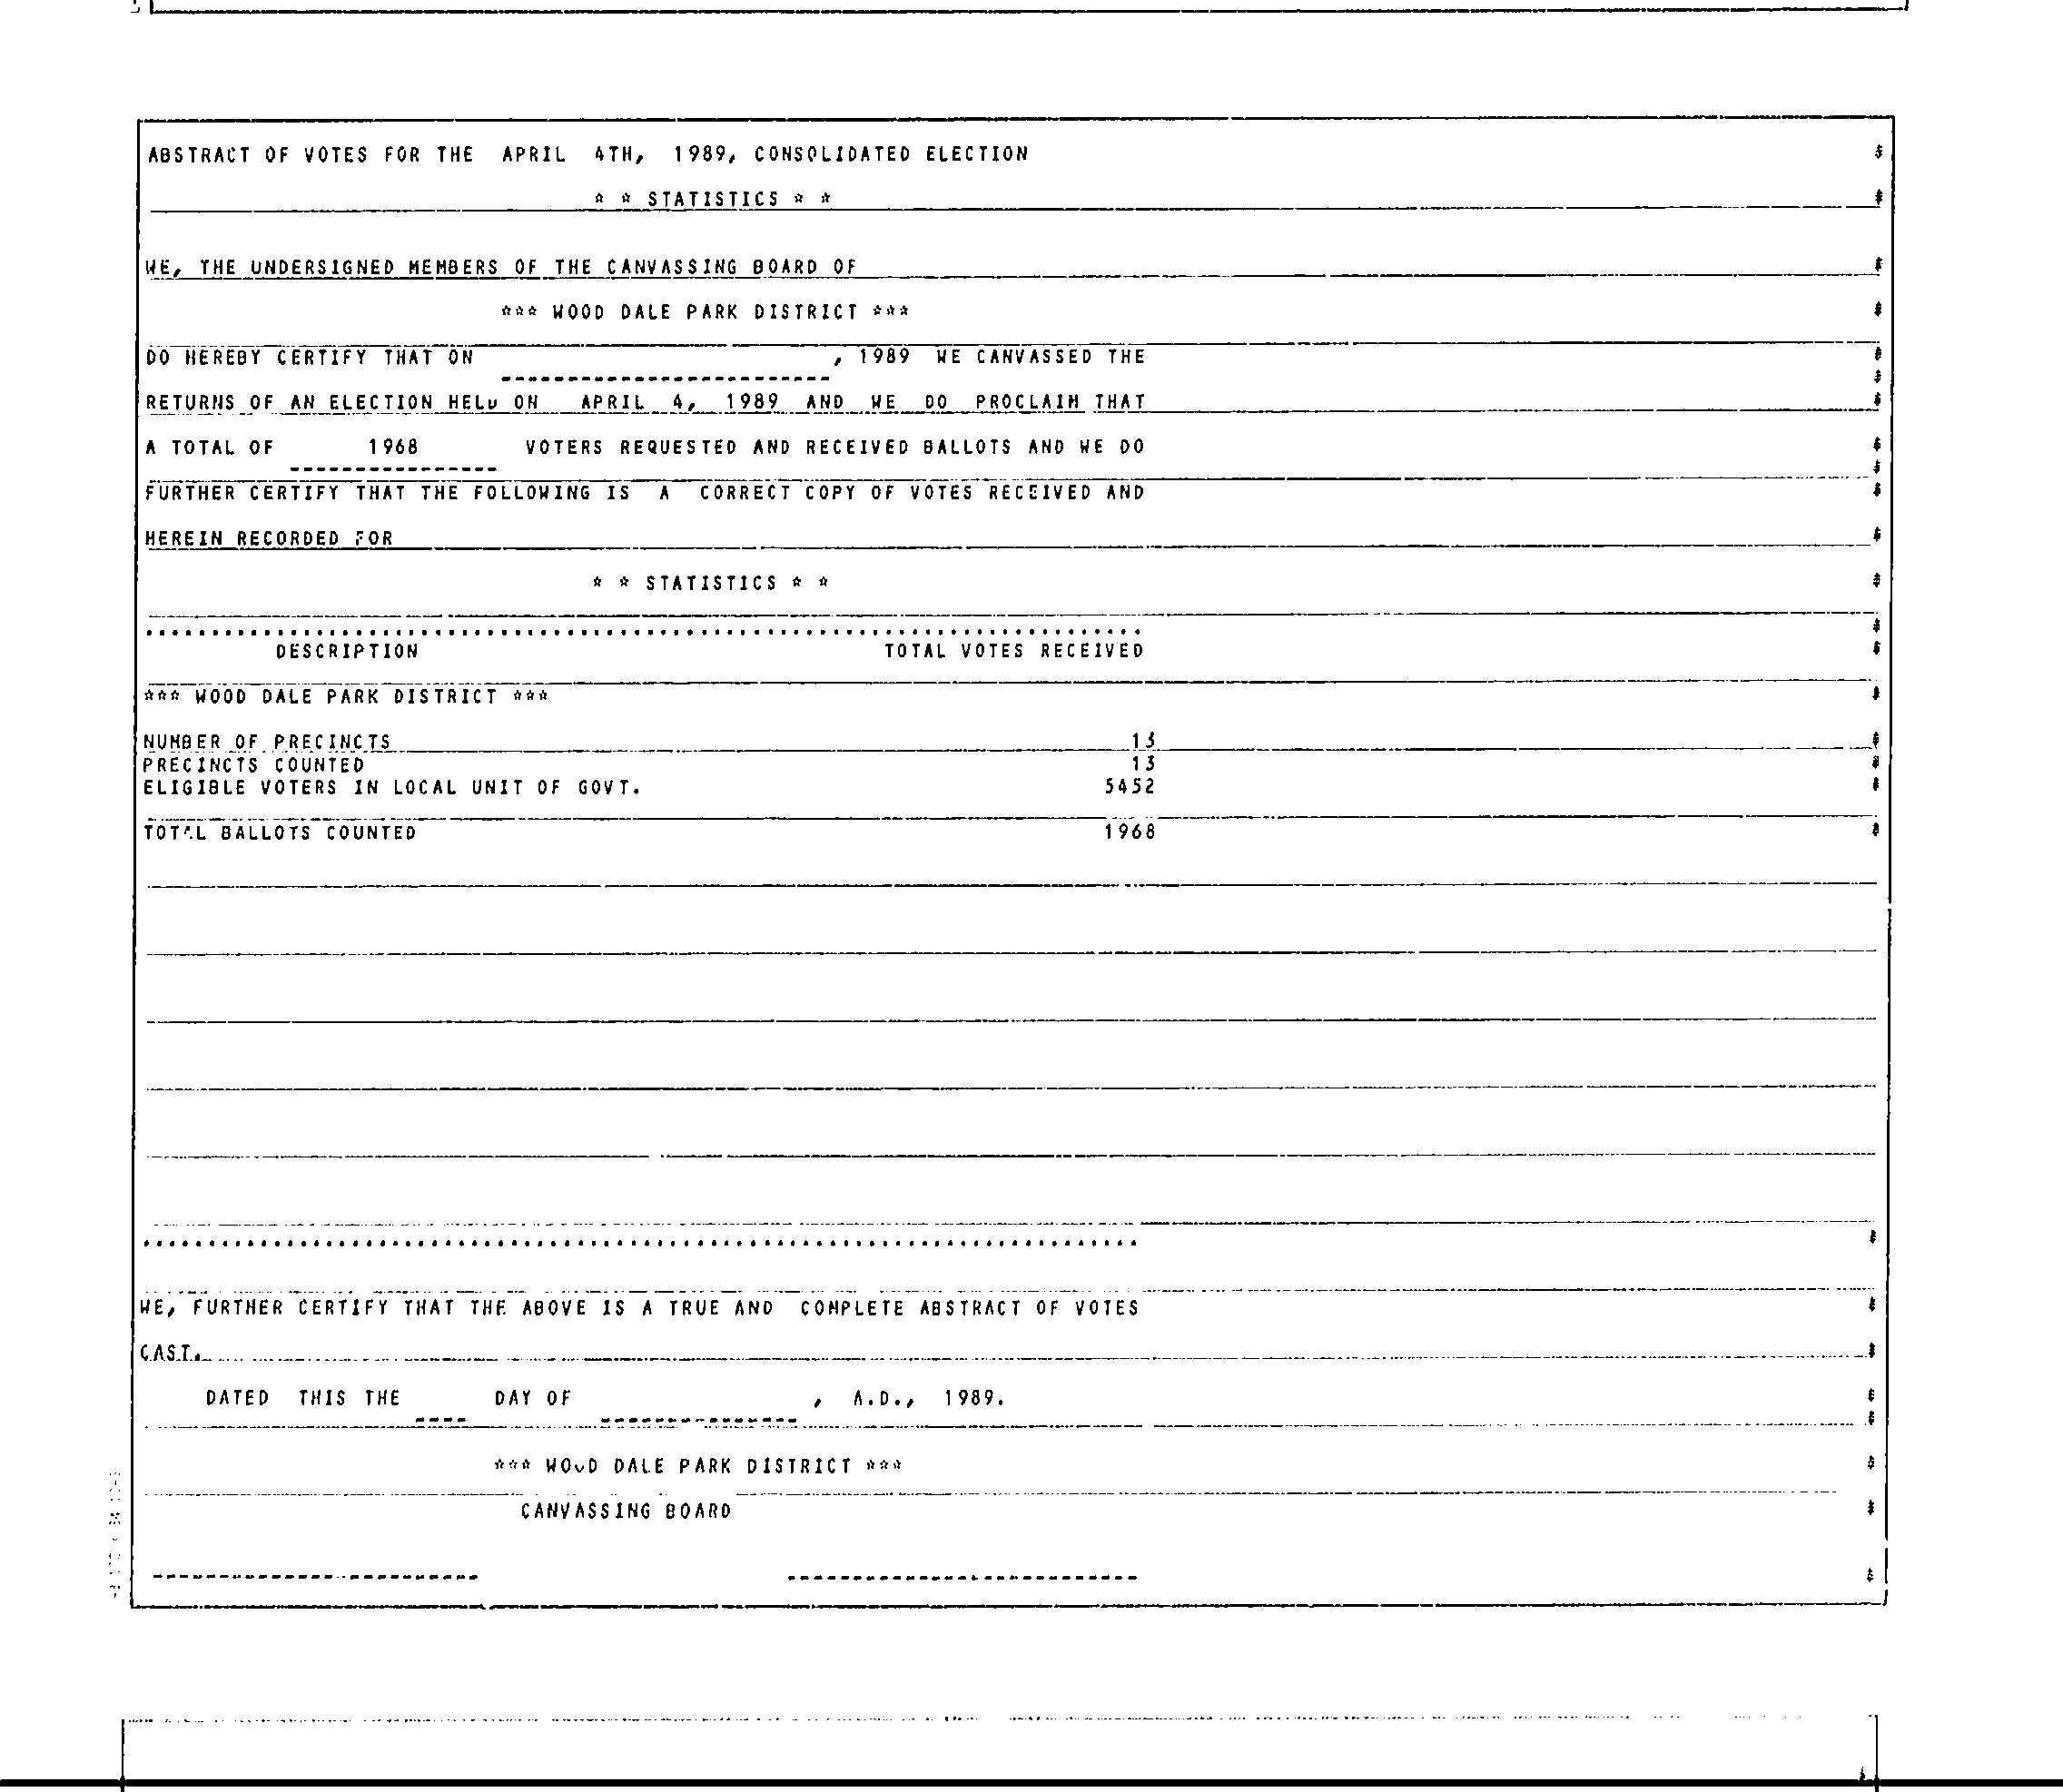 ABSTRACT OF VOTES FOR THE APRIL 4TH, 1989, CONSOLIDATED ELECTION
* * STATISTICS * *
WE, THE UNDERSIGNED MEMBERS OF THE CANVASSING BOARD OF
*** WOOD DALE PARK DISTRICT ***
DO HEREBY CERTIFY THAT ON , 1989 WE CANVASSED THE
RETURNS OF AN ELECTION HELD ON APRIL 4, 1989 AND WE DO PROCLAIM THAT
A TOTAL OF 1968 VOTERS REQUESTED AND RECEIVED BALLOTS AND WE DO
FURTHER CERTIFY THAT THE FOLLOWING IS A CORRECT COPY OF VOTES RECEIVED AND
HEREIN RECORDED FOR
* * STATISTICS * *
DESCRIPTION TOTAL VOTES RECEIVED
*** WOOD DALE PARK DISTRICT ***
NUMBER OF PRECINCTS 13
PRECINCTS COUNTED 13
ELIGIBLE VOTERS IN LOCAL UNIT OF GOVT. 5452
TOTAL BALLOTS COUNTED 1968
WE, FURTHER CERTIFY THAT THE ABOVE IS A TRUE AND COMPLETE ABSTRACT OF VOTES
CAST.
DATED THIS THE DAY OF , A.D., 1989.
*** WOOD DALE PARK DISTRICT ***
CANVASSING BOARD